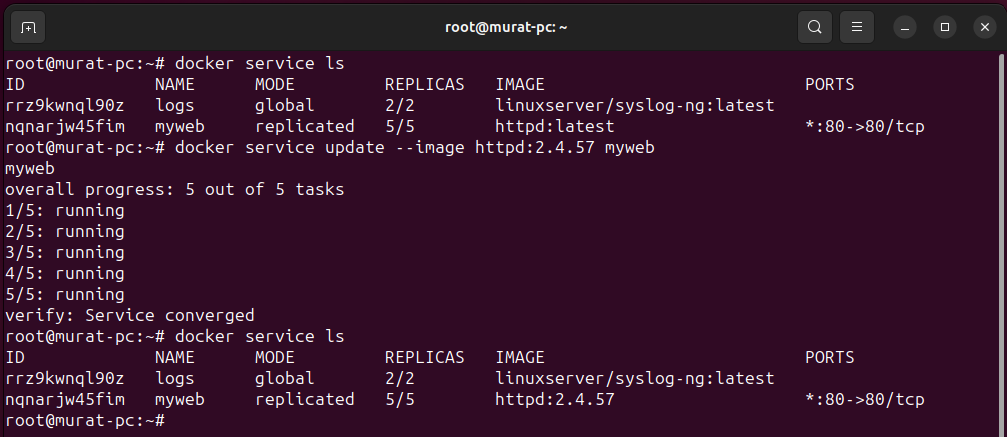 root@murat-pc: ~
root@murat-pc:~# docker service ls
ID             NAME      MODE         REPLICAS   IMAGE                          PORTS
rrz9kwnql90z   logs      global       2/2        linuxserver/syslog-ng:latest
nqnarjw45fim   myweb     replicated   5/5        httpd:latest                   *:80->80/tcp
root@murat-pc:~# docker service update --image httpd:2.4.57 myweb
myweb
overall progress: 5 out of 5 tasks
1/5: running
2/5: running
3/5: running
4/5: running
5/5: running
verify: Service converged
root@murat-pc:~# docker service ls
ID             NAME      MODE         REPLICAS   IMAGE                          PORTS
rrz9kwnql90z   logs      global       2/2        linuxserver/syslog-ng:latest
nqnarjw45fim   myweb     replicated   5/5        httpd:2.4.57                   *:80->80/tcp
root@murat-pc:~#